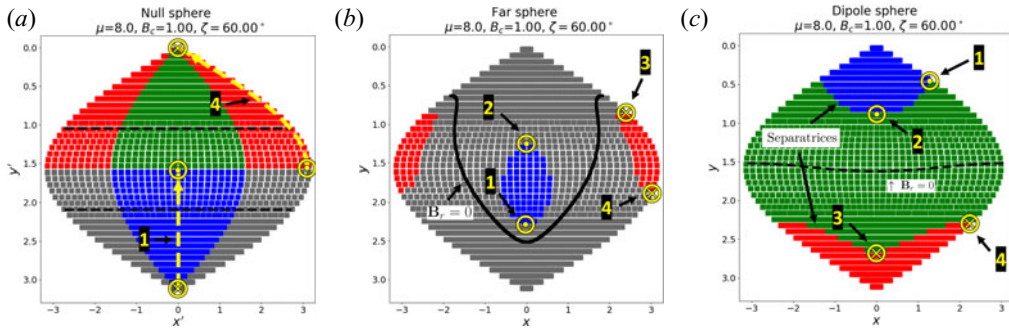 (a)
Null sphere
μ=8.0, B_c=1.00, ζ=60.00°
0.0
0.5
1.0
1.5
2.0
2.5
3.0
y′
4
1
−3
−2
−1
0
1
2
3
x′
(b)
Far sphere
μ=8.0, B_c=1.00, ζ=60.00°
0.0
0.5
1.0
1.5
2.0
2.5
3.0
y
3
2
1
4
B_r = 0
−3
−2
−1
0
1
2
3
x
(c)
Dipole sphere
μ=8.0, B_c=1.00, ζ=60.00°
0.0
0.5
1.0
1.5
2.0
2.5
3.0
y
1
2
Separatrices
↑ B_r = 0
3
4
−3
−2
−1
0
1
2
3
x